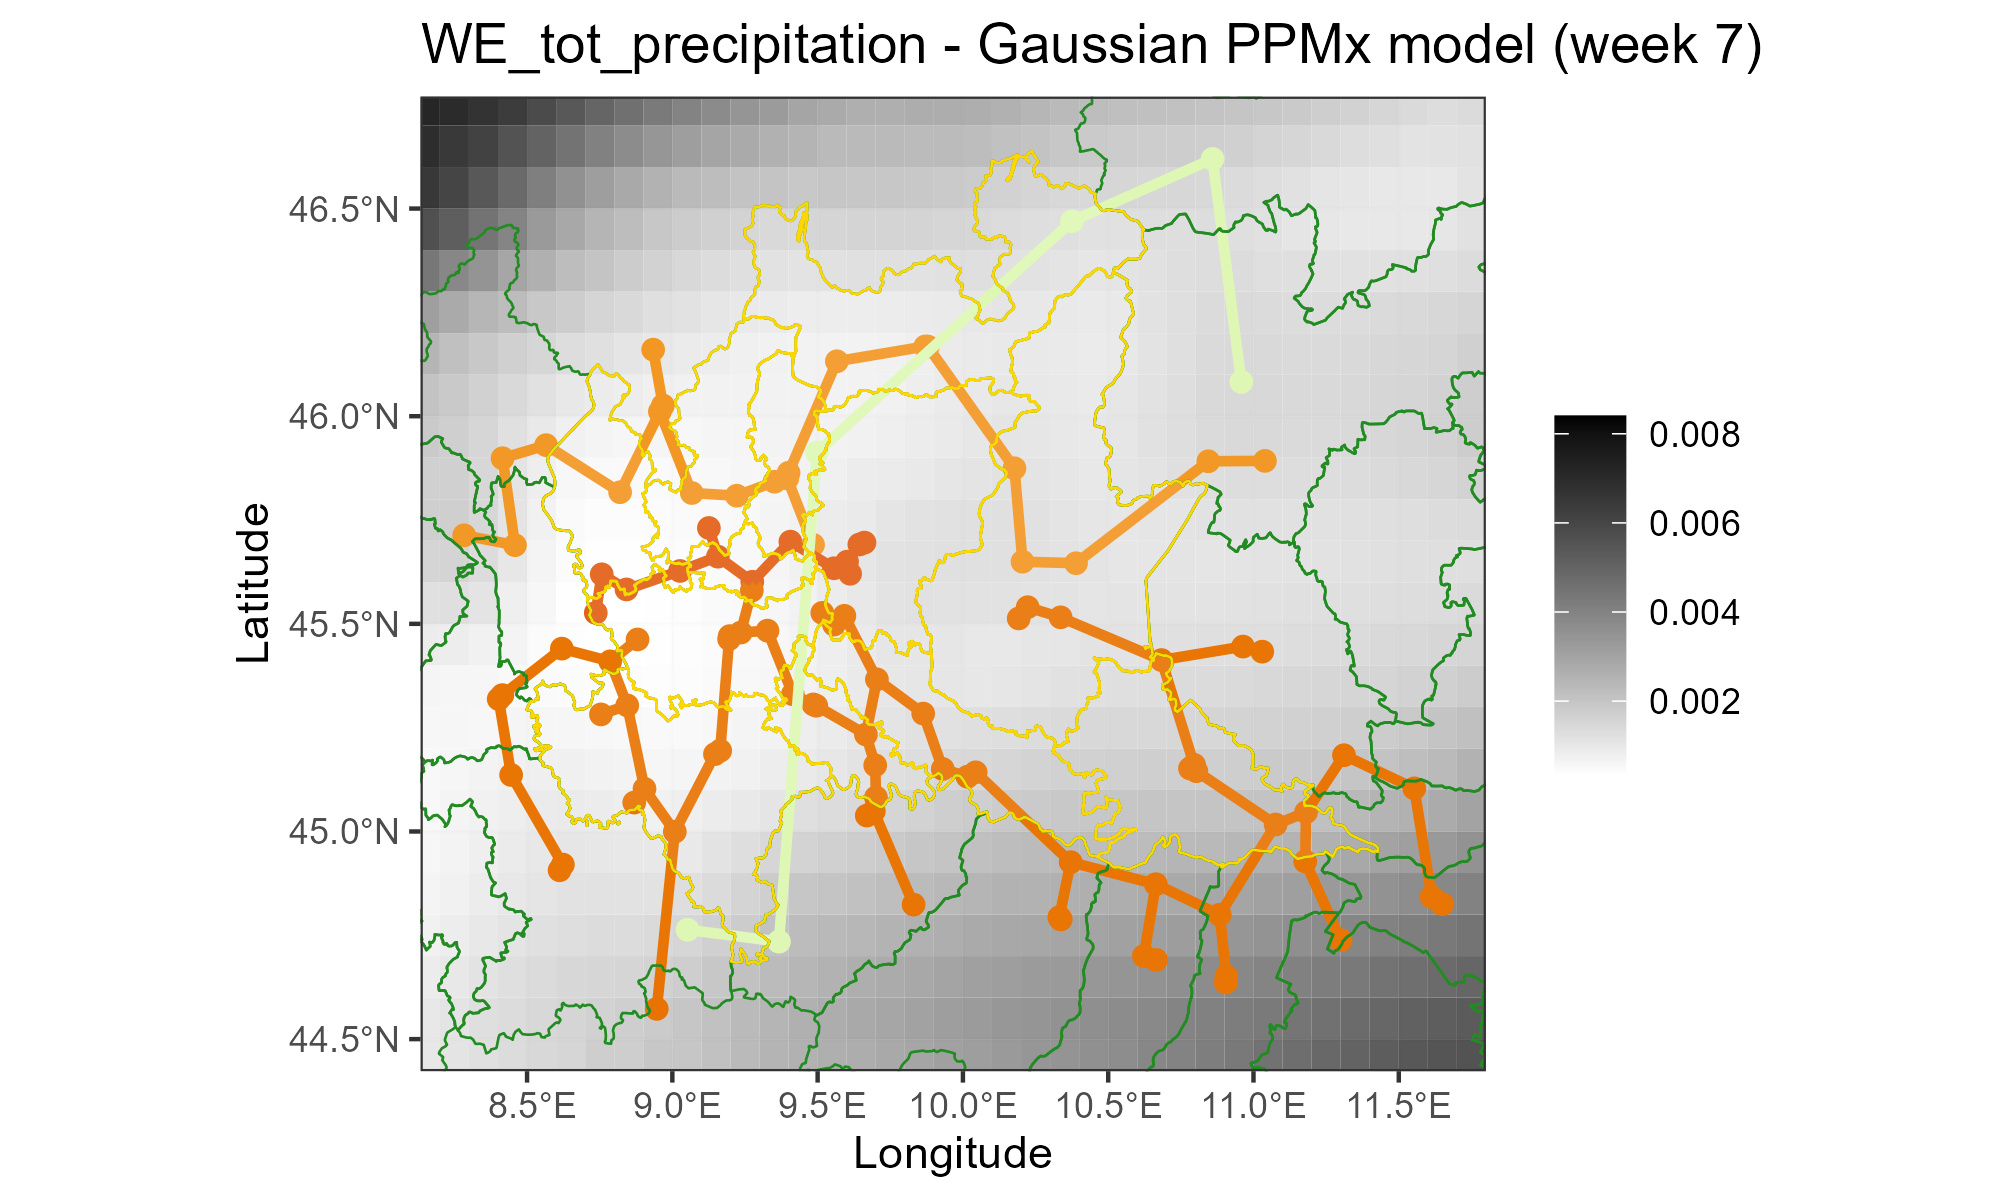 WE_tot_precipitation - Gaussian PPMx model (week 7)
46.5°N
46.0°N
45.5°N
45.0°N
44.5°N
Latitude
8.5°E
9.0°E
9.5°E
10.0°E
10.5°E
11.0°E
11.5°E
Longitude
0.008
0.006
0.004
0.002